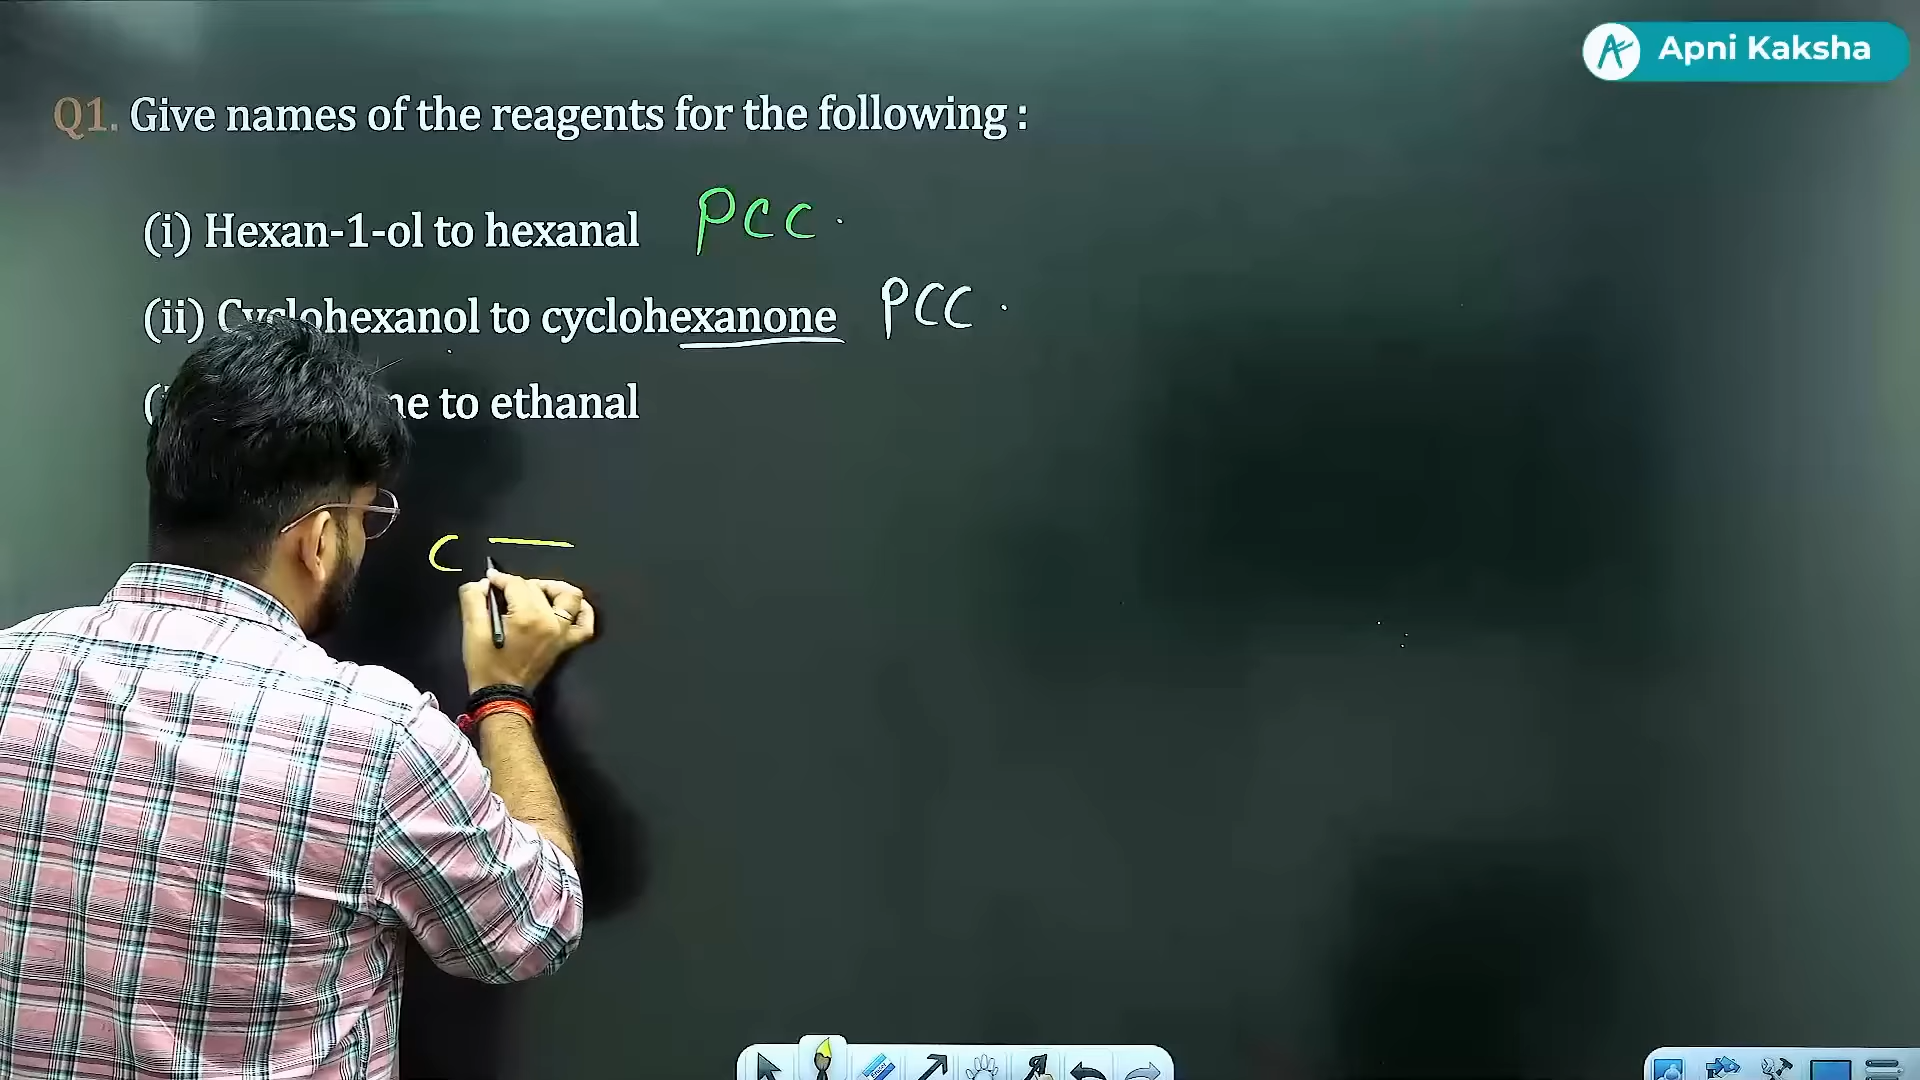 Apni Kaksha
Q1. Give names of the reagents for the following :
(i) Hexan-1-ol to hexanal PCC.
(ii) Cyclohexanol to cyclohexanone PCC.
to ethanal
C